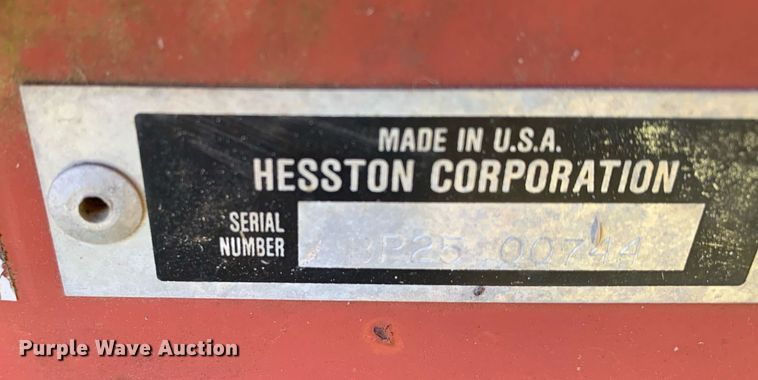 MADE IN U.S.A.
HESSTON CORPORATION
SERIAL
NUMBER BP25 00744
Purple Wave Auction